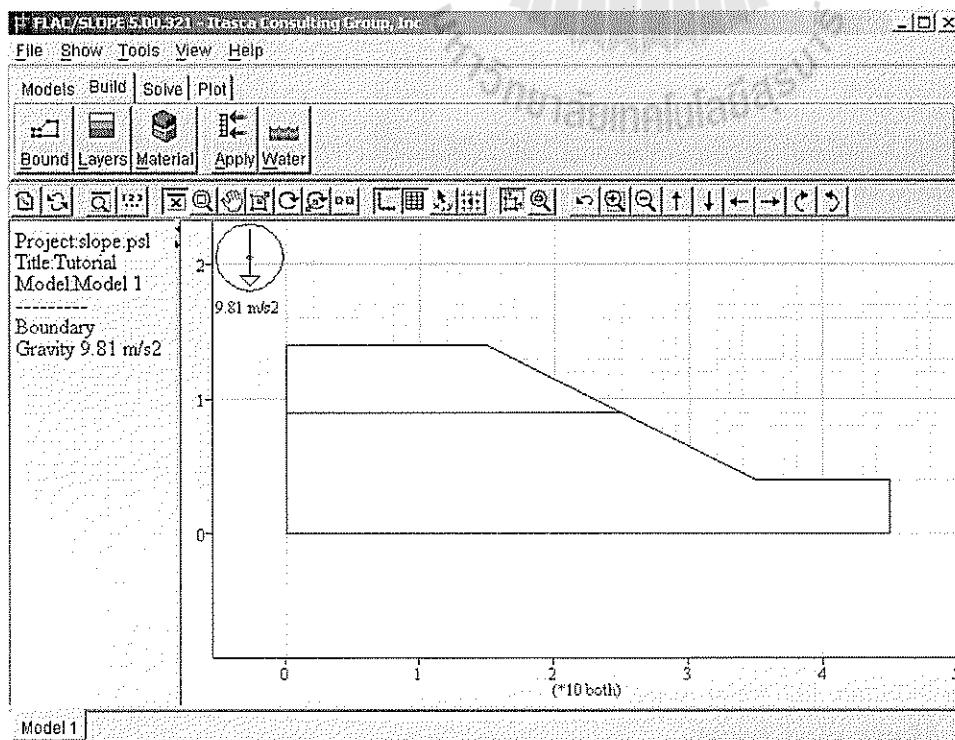 FLAC/SLOPE 5.00.321 - Itasca Consulting Group, Inc
File Show Tools View Help
Models Build Solve Plot
Bound Layers Material Apply Water
Project:slope.psl
Title:Tutorial
Model:Model 1
---------
Boundary
Gravity 9.81 m/s2
9.81 m/s2
2
1
0
0 1 2 3 4 5
(*10 both)
Model 1